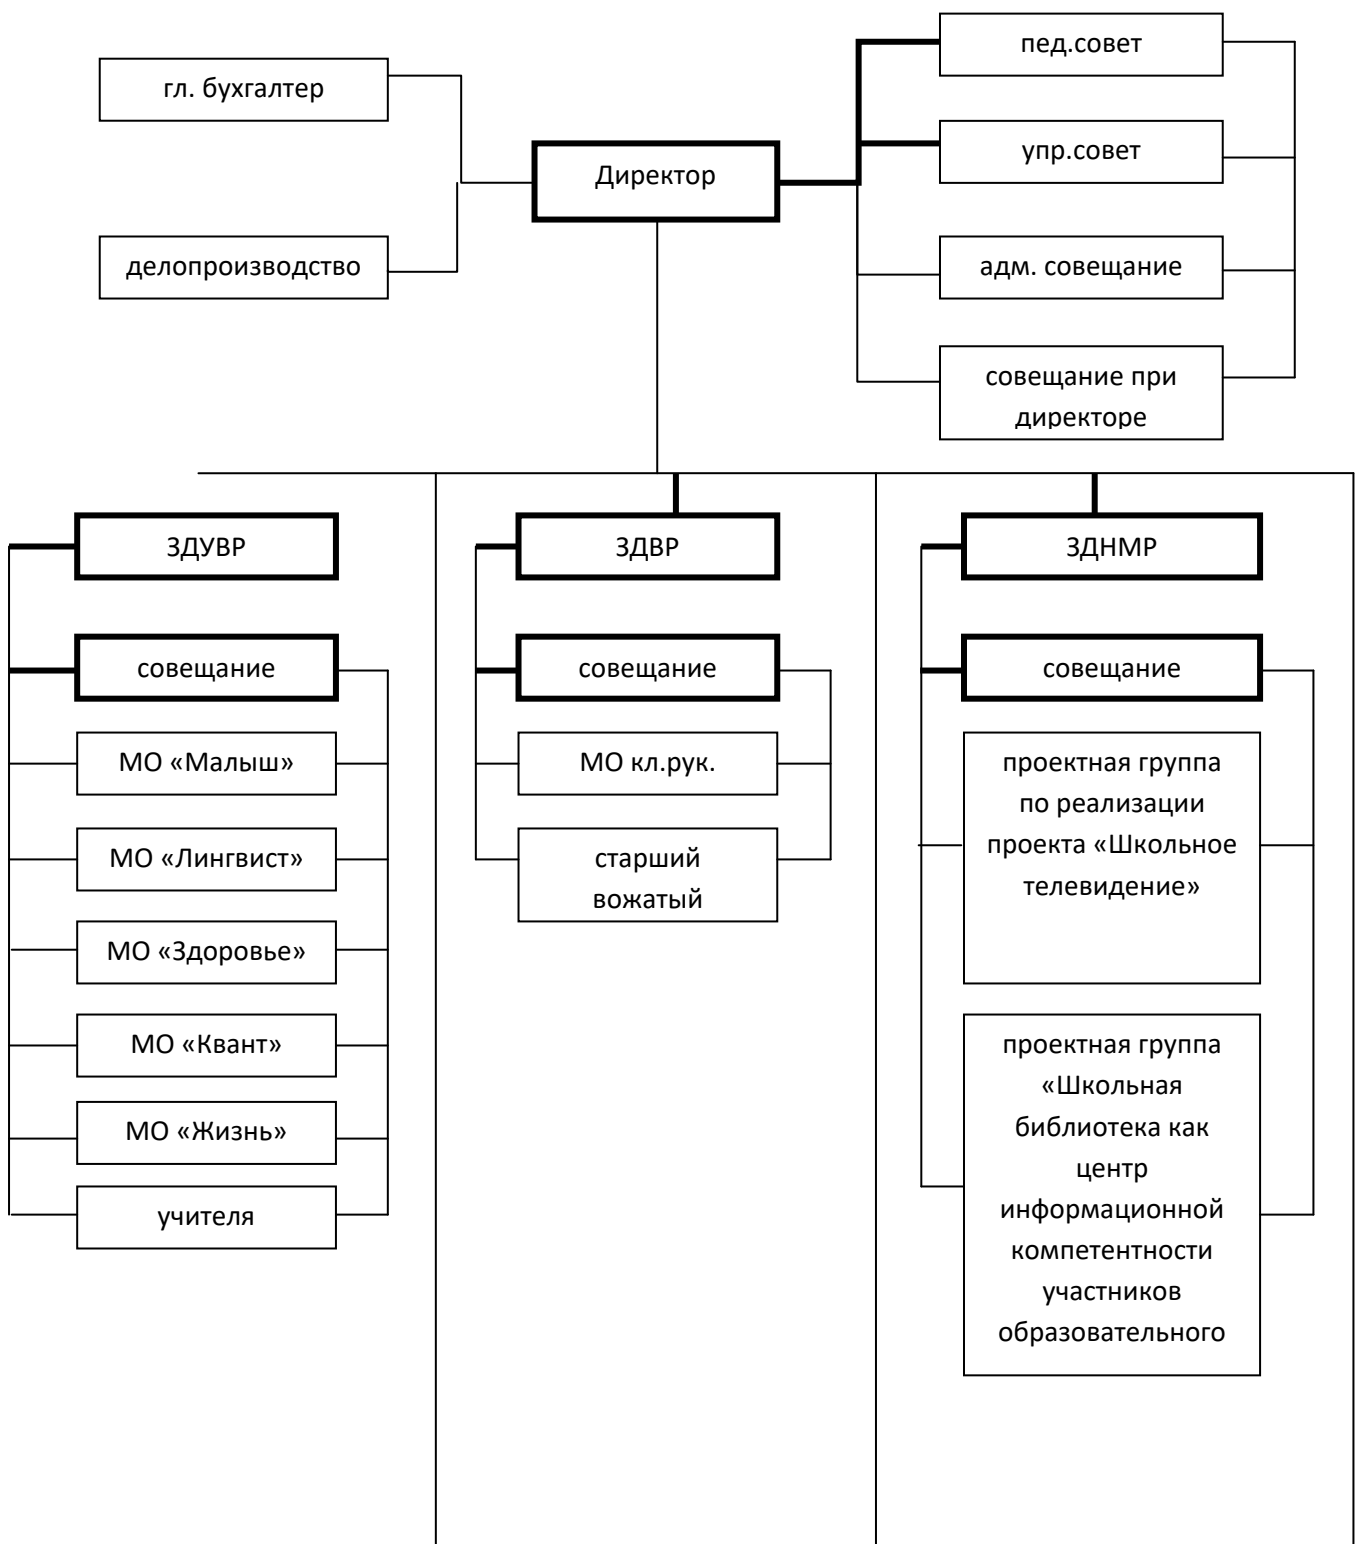 пед.совет
гл. бухгалтер
упр.совет
Директор
делопроизводство
адм. совещание
совещание при
директоре
ЗДУВР
ЗДВР
ЗДНМР
совещание
совещание
совещание
МО «Малыш»
МО «Лингвист»
МО «Здоровье»
МО «Квант»
МО «Жизнь»
учителя
МО кл.рук.
старший
вожатый
проектная группа
по реализации
проекта «Школьное
телевидение»
проектная группа
«Школьная
библиотека как
центр
информационной
компетентности
участников
образовательного